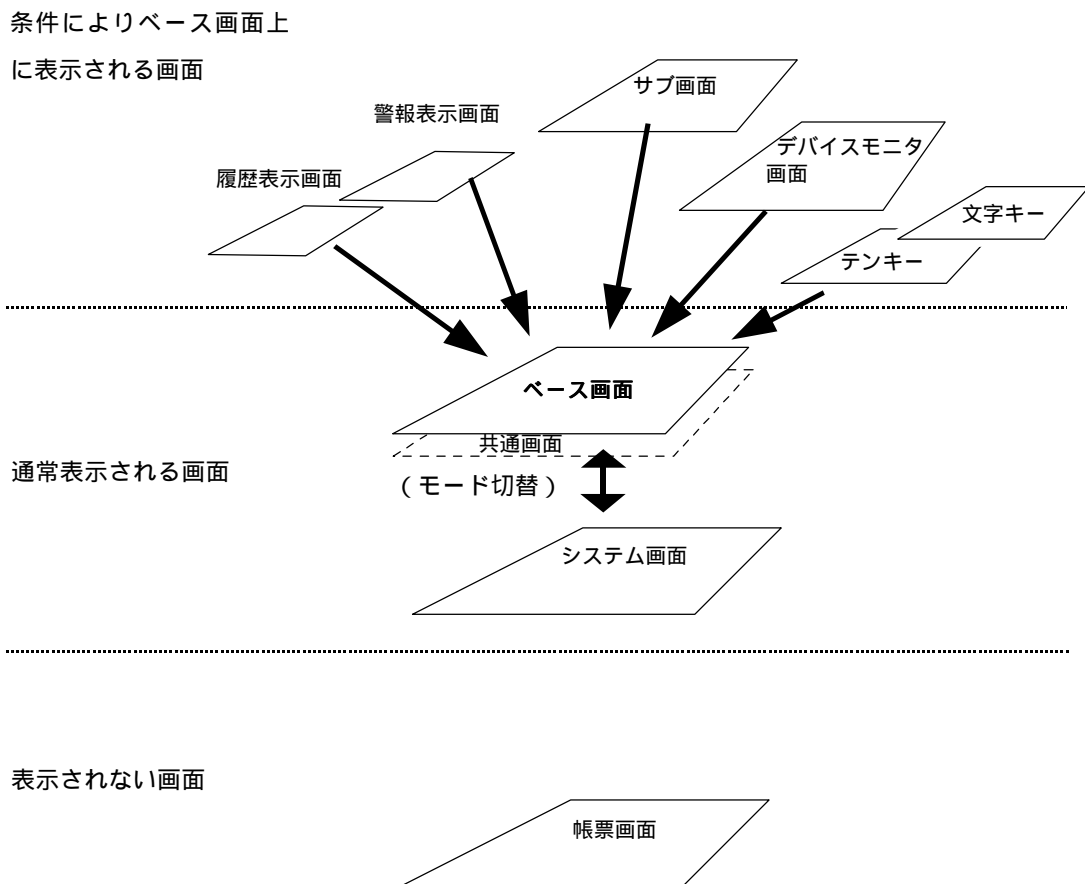 条件によりベース画面上
に表示される画面
サブ画面
警報表示画面
デバイスモニタ
画面
履歴表示画面
文字キー
テンキー
ベース画面
共通画面
通常表示される画面
（モード切替）
システム画面
表示されない画面
帳票画面